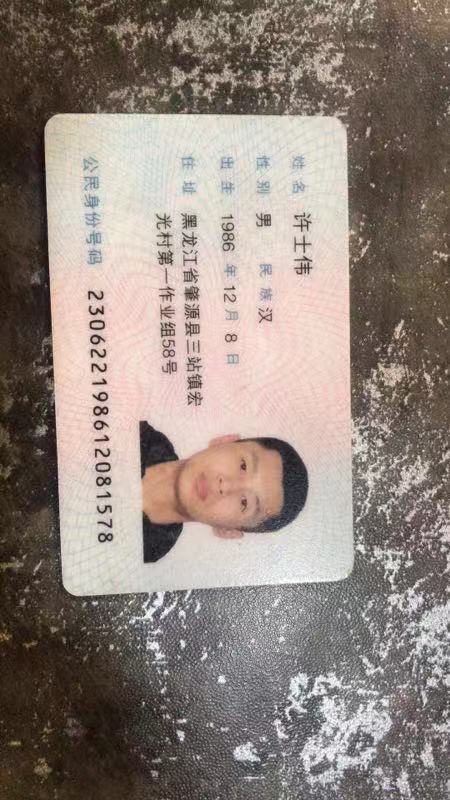 姓名 许士伟
性别 男 民族 汉
出生 1986 年 12 月 8 日
住址 黑龙江省肇源县三站镇宏
光村第一作业组58号
公民身份号码 230622198612081578